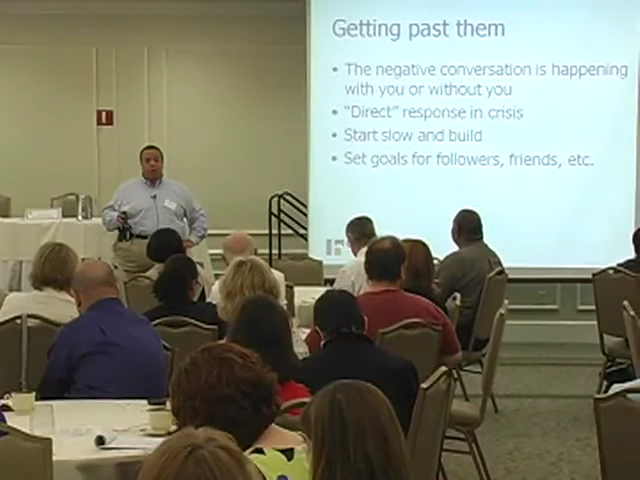 Getting past them
• The negative conversation is happening
with you or without you
• “Direct” response in crisis
• Start slow and build
• Set goals for followers, friends, etc.